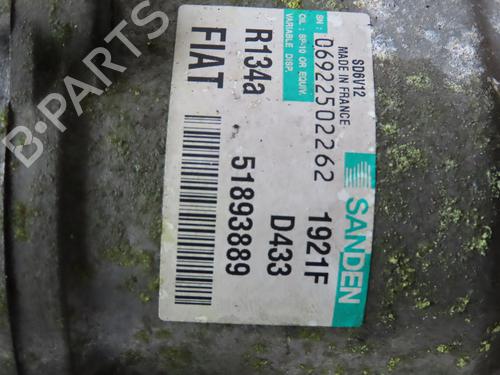 SD6V12
MADE IN FRANCE
SANDEN
SN : 06922502262
1921F
OIL : SP-10 OR EQUIV.
VARIABLE DISP.
D433
R134a
51893889
FIAT
B-PARTS